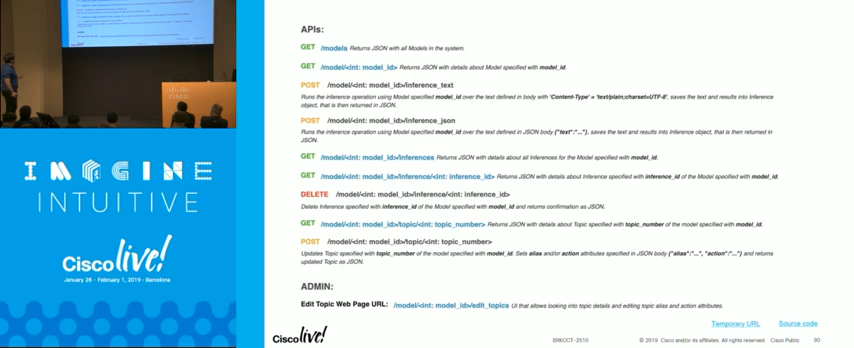 IMAGINE
INTUITIVE
Cisco live!
January 28 - February 1, 2019 · Barcelona
CISCO
APIs:
GET /models Returns JSON with all Models in the system.
GET /model/<int: model_id> Returns JSON with details about Model specified with model_id.
POST /model/<int: model_id>/inference_text
Runs the inference operation using Model specified model_id over the text defined in body with 'Content-Type' = 'text/plain;charset=UTF-8', saves the text and results into Inference
object, that is then returned in JSON.
POST /model/<int: model_id>/inference_json
Runs the inference operation using Model specified model_id over the text defined in JSON body {"text":"..."}, saves the text and results into Inference object, that is then returned in
JSON.
GET /model/<int: model_id>/inferences Returns JSON with details about all Inferences for the Model specified with model_id.
GET /model/<int: model_id>/inference/<int: inference_id> Returns JSON with details about Inference specified with inference_id of the Model specified with model_id.
DELETE /model/<int: model_id>/inference/<int: inference_id>
Delete Inference specified with inference_id of the Model specified with model_id and returns confirmation as JSON.
GET /model/<int: model_id>/topic/<int: topic_number> Returns JSON with details about Topic specified with topic_number of the model specified with model_id.
POST /model/<int: model_id>/topic/<int: topic_number>
Updates Topic specified with topic_number of the model specified with model_id. Sets alias and/or action attributes specified in JSON body {"alias":"...", "action":"..."} and returns
updated Topic as JSON.
ADMIN:
Edit Topic Web Page URL: /model/<int: model_id>/edit_topics UI that allows looking into topic details and editing topic alias and action attributes.
Temporary URL Source code
Cisco live! BRKCCT-2510 © 2019 Cisco and/or its affiliates. All rights reserved. Cisco Public 90